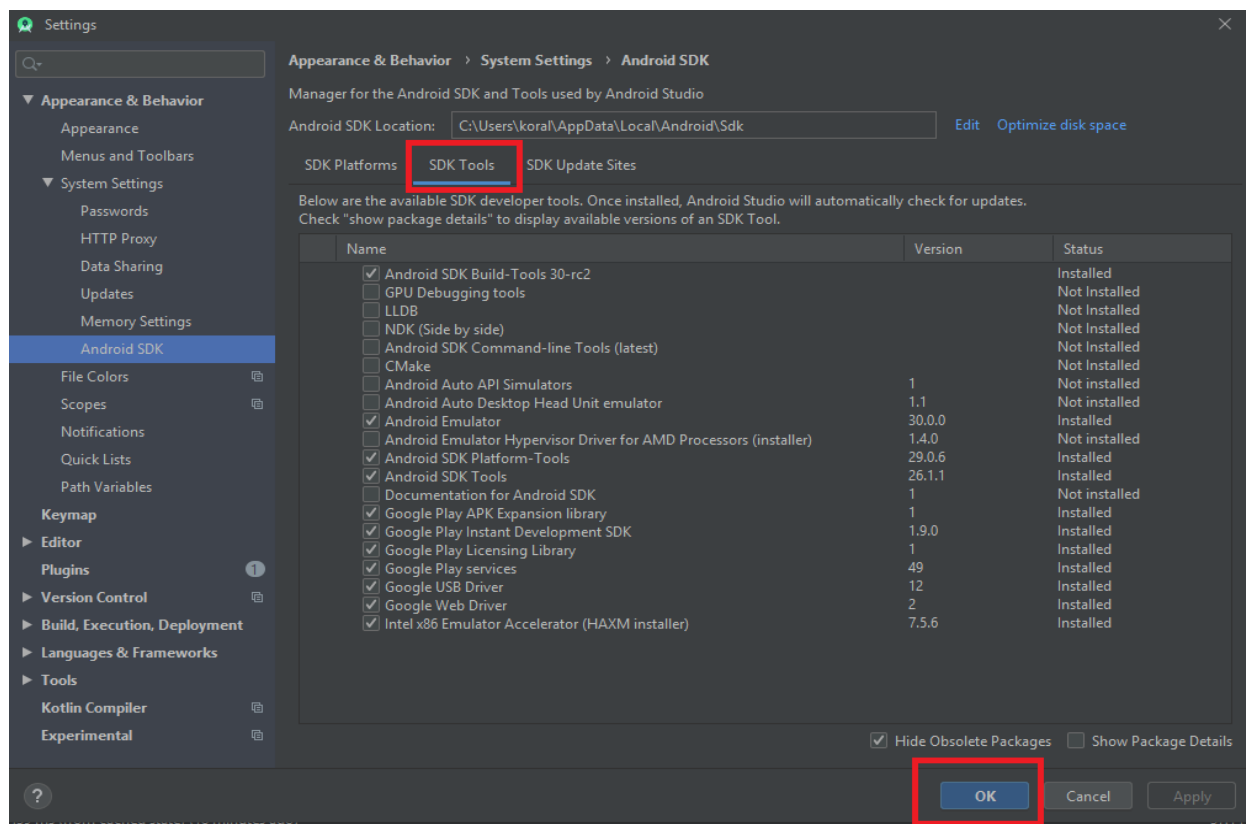 Settings
Appearance & Behavior › System Settings › Android SDK
Manager for the Android SDK and Tools used by Android Studio
Android SDK Location: C:\Users\koral\AppData\Local\Android\Sdk Edit Optimize disk space
SDK Platforms SDK Tools SDK Update Sites
Below are the available SDK developer tools. Once installed, Android Studio will automatically check for updates.
Check "show package details" to display available versions of an SDK Tool.
Appearance & Behavior
Appearance
Menus and Toolbars
System Settings
Passwords
HTTP Proxy
Data Sharing
Updates
Memory Settings
Android SDK
File Colors
Scopes
Notifications
Quick Lists
Path Variables
Keymap
Editor
Plugins 1
Version Control
Build, Execution, Deployment
Languages & Frameworks
Tools
Kotlin Compiler
Experimental
Name Version Status
Android SDK Build-Tools 30-rc2 Installed
GPU Debugging tools Not Installed
LLDB Not Installed
NDK (Side by side) Not Installed
Android SDK Command-line Tools (latest) Not Installed
CMake Not Installed
Android Auto API Simulators 1 Not installed
Android Auto Desktop Head Unit emulator 1.1 Not installed
Android Emulator 30.0.0 Installed
Android Emulator Hypervisor Driver for AMD Processors (installer) 1.4.0 Not installed
Android SDK Platform-Tools 29.0.6 Installed
Android SDK Tools 26.1.1 Installed
Documentation for Android SDK 1 Not installed
Google Play APK Expansion library 1 Installed
Google Play Instant Development SDK 1.9.0 Installed
Google Play Licensing Library 1 Installed
Google Play services 49 Installed
Google USB Driver 12 Installed
Google Web Driver 2 Installed
Intel x86 Emulator Accelerator (HAXM installer) 7.5.6 Installed
Hide Obsolete Packages Show Package Details
? OK Cancel Apply